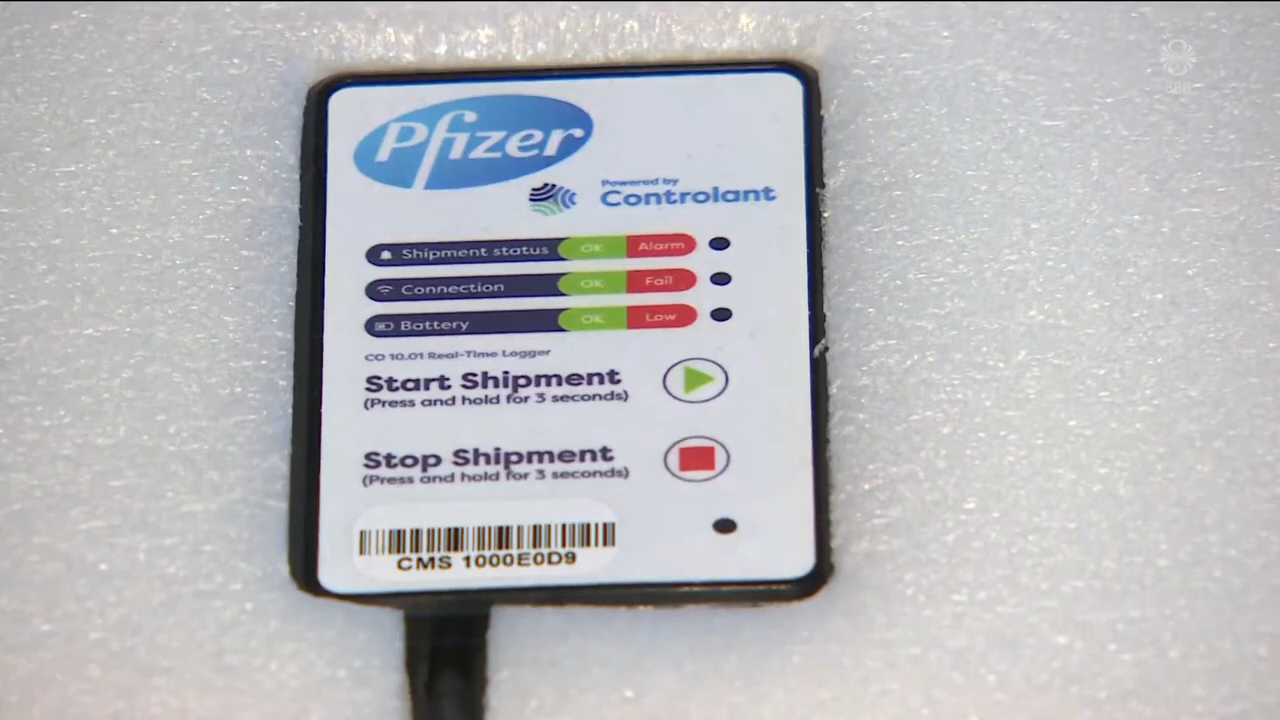 Pfizer
Powered by
Controlant
Shipment status OK Alarm
Connection OK Fail
Battery OK Low
CO 10.01 Real-Time Logger
Start Shipment
(Press and hold for 3 seconds)
Stop Shipment
(Press and hold for 3 seconds)
CMS 1000E0D9